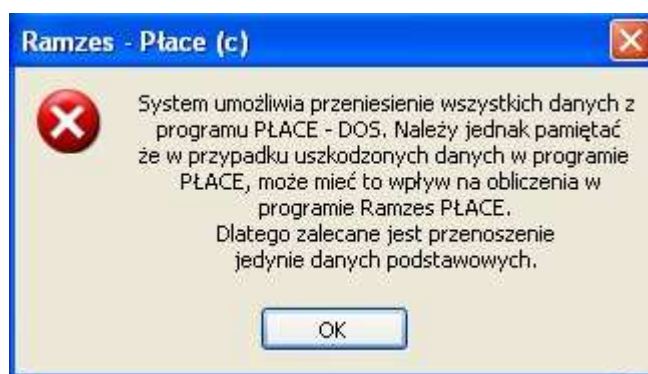 Ramzes - Płace (c)
System umożliwia przeniesienie wszystkich danych z
programu PŁACE - DOS. Należy jednak pamiętać
że w przypadku uszkodzonych danych w programie
PŁACE, może mieć to wpływ na obliczenia w
programie Ramzes PŁACE.
Dlatego zalecane jest przenoszenie
jedynie danych podstawowych.
OK